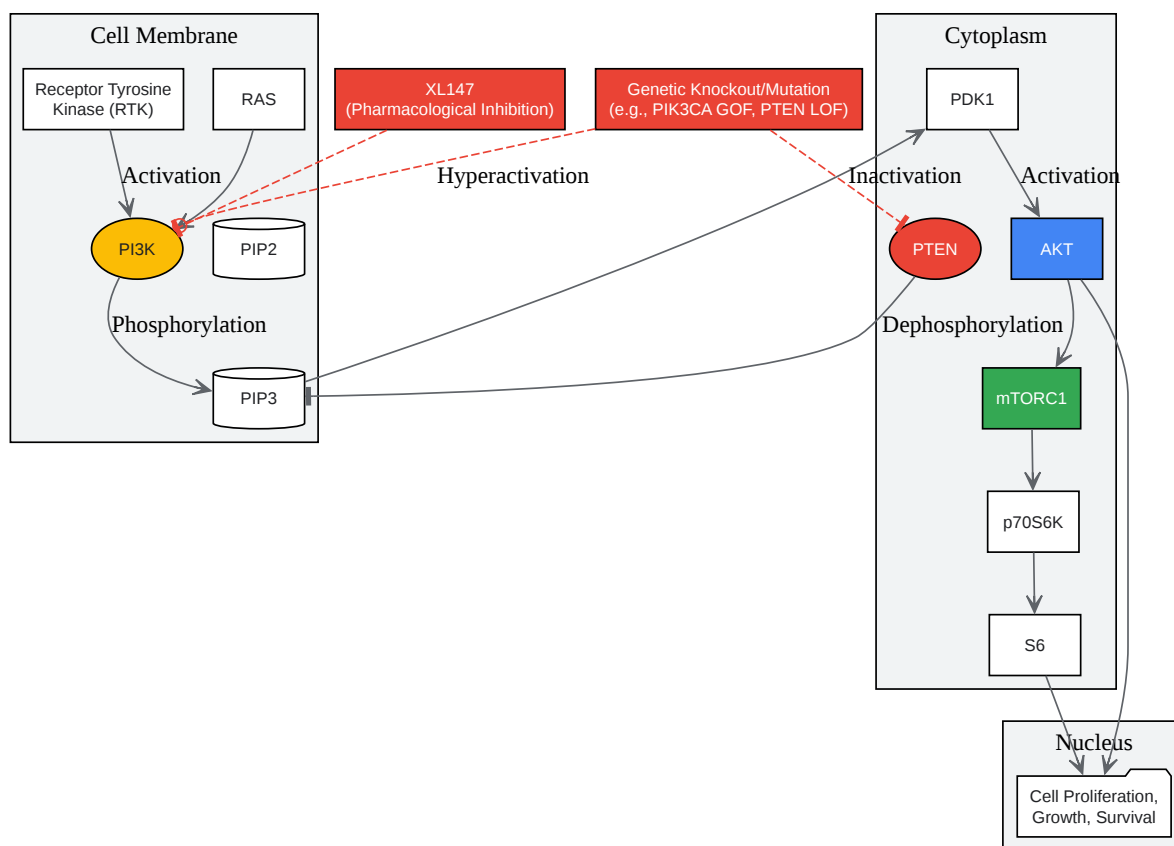 Cell Membrane
Cytoplasm
Receptor Tyrosine
Kinase (RTK)
RAS
XL147
(Pharmacological Inhibition)
Genetic Knockout/Mutation
(e.g., PIK3CA GOF, PTEN LOF)
PDK1
Activation
Hyperactivation
Inactivation
Activation
PI3K
PIP2
PTEN
AKT
Phosphorylation
Dephosphorylation
PIP3
mTORC1
p70S6K
S6
Nucleus
Cell Proliferation,
Growth, Survival